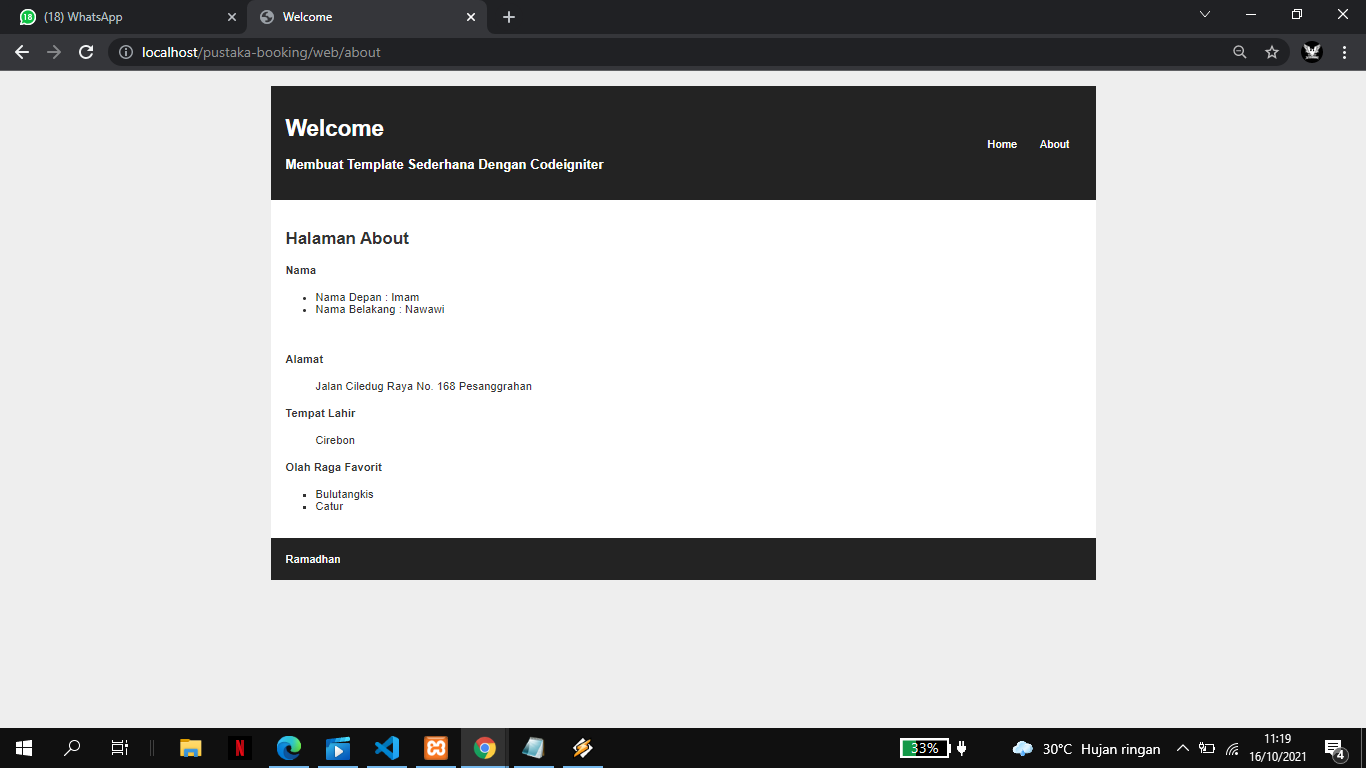 (18) WhatsApp
Welcome
localhost/pustaka-booking/web/about
Welcome
Membuat Template Sederhana Dengan Codeigniter
Home About
Halaman About
Nama
Nama Depan : Imam
Nama Belakang : Nawawi
Alamat
Jalan Ciledug Raya No. 168 Pesanggrahan
Tempat Lahir
Cirebon
Olah Raga Favorit
Bulutangkis
Catur
Ramadhan
33%
30°C Hujan ringan
11:19
16/10/2021
4